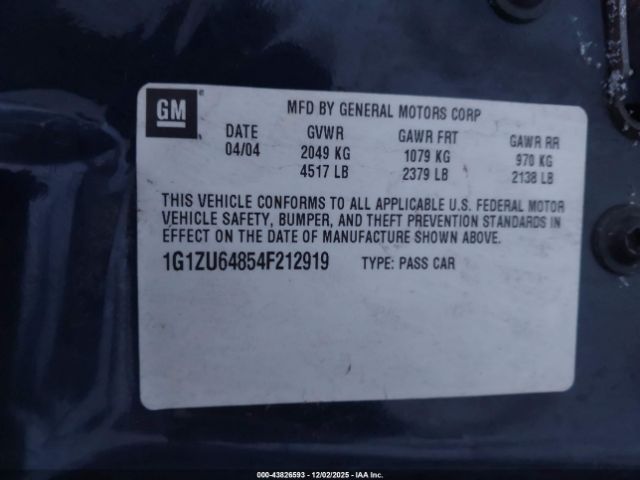 GM
MFD BY GENERAL MOTORS CORP
DATE GVWR GAWR FRT GAWR RR
04/04 2049 KG 1079 KG 970 KG
4517 LB 2379 LB 2138 LB
THIS VEHICLE CONFORMS TO ALL APPLICABLE U.S. FEDERAL MOTOR
VEHICLE SAFETY, BUMPER, AND THEFT PREVENTION STANDARDS IN
EFFECT ON THE DATE OF MANUFACTURE SHOWN ABOVE.
1G1ZU64854F212919 TYPE: PASS CAR
000-43826593 - 12/02/2025 - IAA Inc.